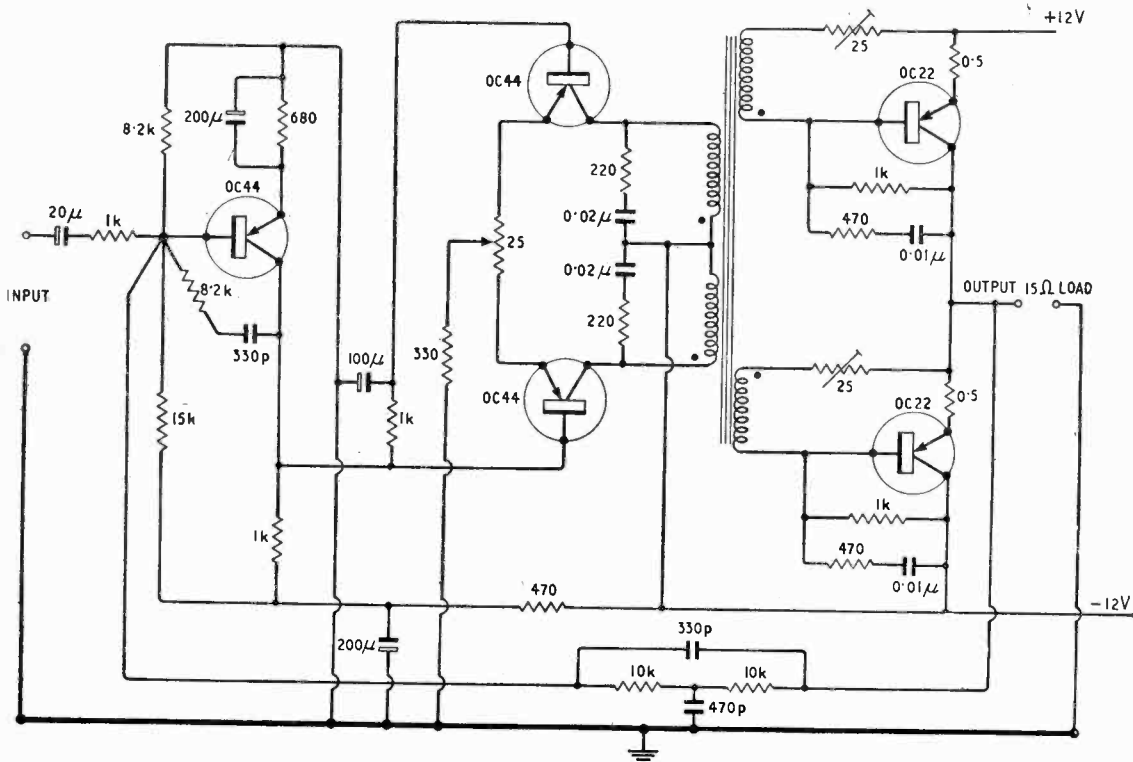 +12V
25
0.5
OC22
OC44
200μ
680
8.2k
OC44
20μ
1k
220
0.02μ
25
0.02μ
220
1k
470
0.01μ
INPUT
8.2k
330p
OUTPUT 15Ω LOAD
100μ
330
25
0.5
OC22
15k
1k
OC44
1k
1k
470
0.01μ
470
-12V
200μ
330p
10k
10k
470p